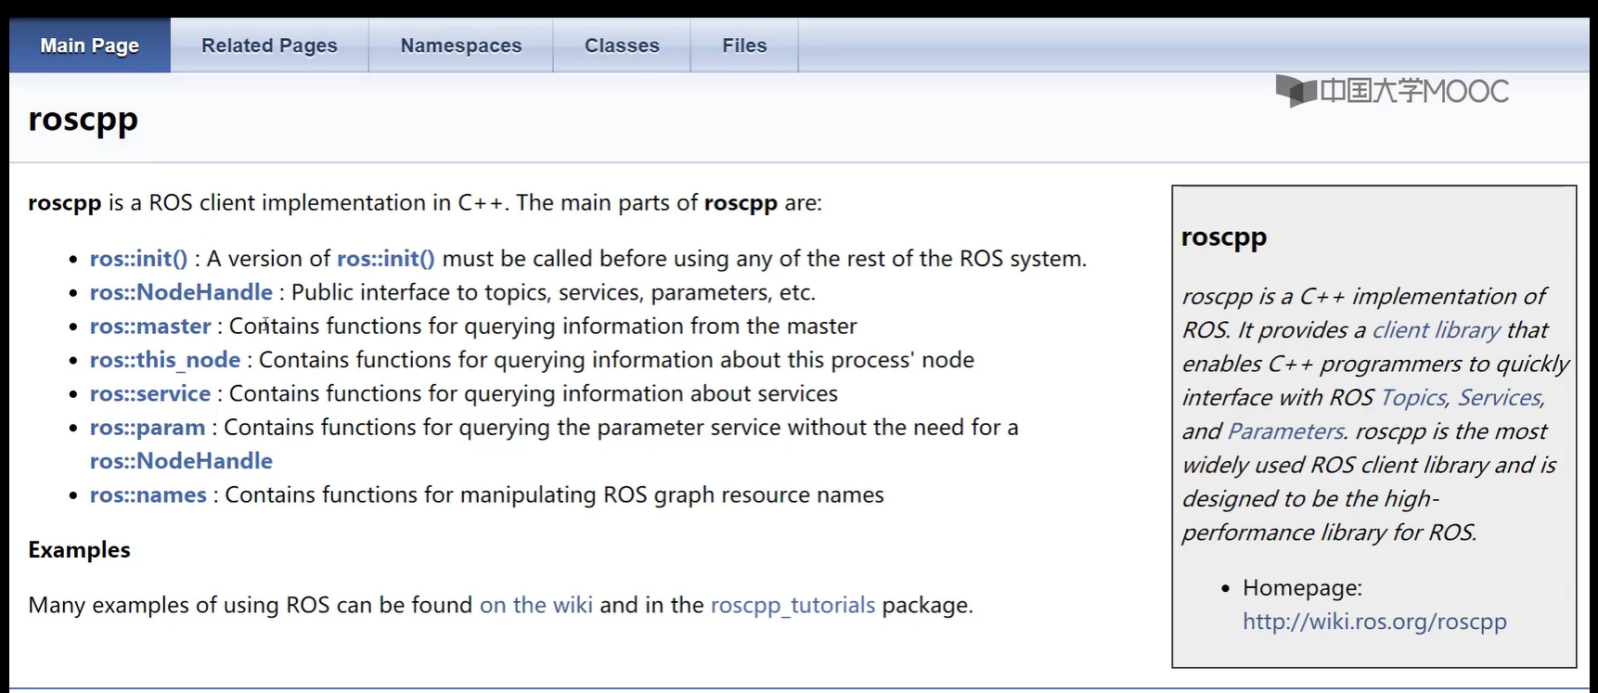 Main Page
Related Pages
Namespaces
Classes
Files
中国大学MOOC
roscpp
roscpp is a ROS client implementation in C++. The main parts of roscpp are:
• ros::init() : A version of ros::init() must be called before using any of the rest of the ROS system.
• ros::NodeHandle : Public interface to topics, services, parameters, etc.
• ros::master : Contains functions for querying information from the master
• ros::this_node : Contains functions for querying information about this process' node
• ros::service : Contains functions for querying information about services
• ros::param : Contains functions for querying the parameter service without the need for a
ros::NodeHandle
• ros::names : Contains functions for manipulating ROS graph resource names
Examples
Many examples of using ROS can be found on the wiki and in the roscpp_tutorials package.
roscpp
roscpp is a C++ implementation of
ROS. It provides a client library that
enables C++ programmers to quickly
interface with ROS Topics, Services,
and Parameters. roscpp is the most
widely used ROS client library and is
designed to be the high-
performance library for ROS.
• Homepage:
http://wiki.ros.org/roscpp